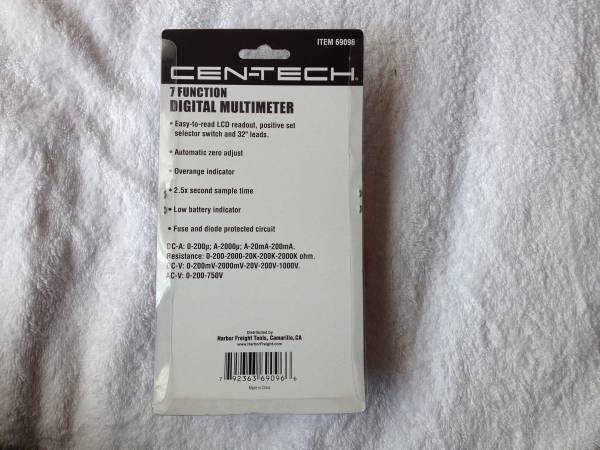 ITEM 69096
CEN-TECH®
7 FUNCTION
DIGITAL MULTIMETER
• Easy-to-read LCD readout, positive set
selector switch and 32" leads.
• Automatic zero adjust
• Overange indicator
• 2.5x second sample time
• Low battery indicator
• Fuse and diode protected circuit
DC-A: 0-200µ; A-2000µ; A-20mA-200mA.
Resistance: 0-200-2000-20K-200K-2000K ohm.
DC-V: 0-200mV-2000mV-20V-200V-1000V.
AC-V: 0-200-750V
Distributed by
Harbor Freight Tools, Camarillo, CA
www.HarborFreight.com
7 92363 69096 6
Made in China